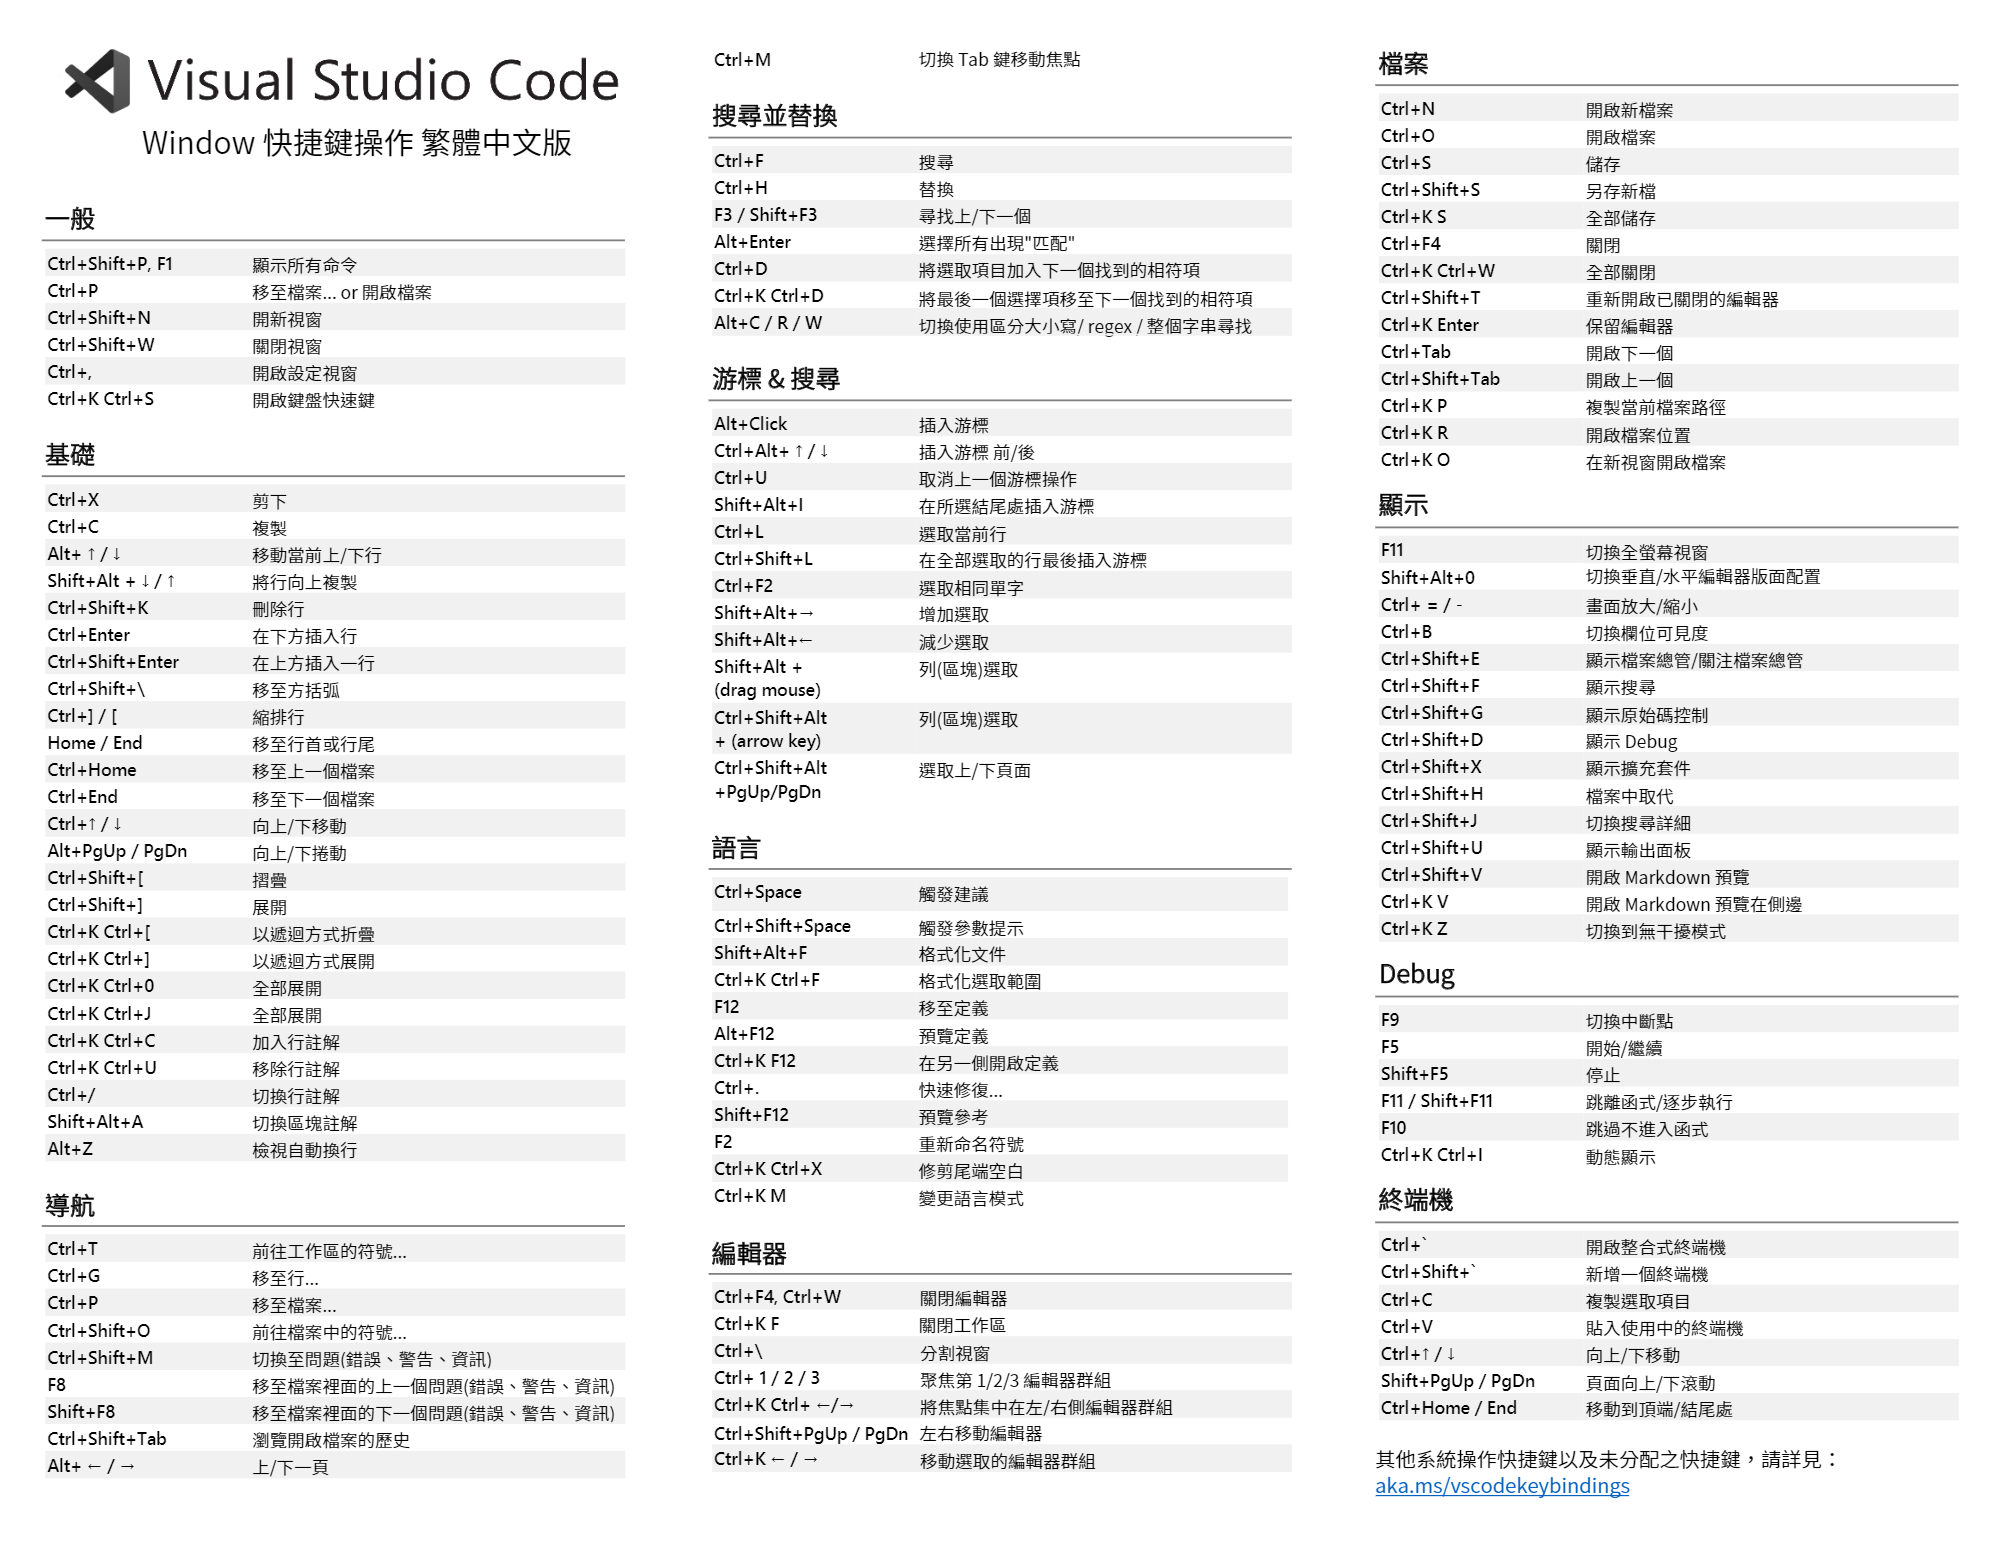 Visual Studio Code
Window 快捷鍵操作 繁體中文版
一般
Ctrl+Shift+P, F1 顯示所有命令
Ctrl+P 移至檔案... or 開啟檔案
Ctrl+Shift+N 開新視窗
Ctrl+Shift+W 關閉視窗
Ctrl+, 開啟設定視窗
Ctrl+K Ctrl+S 開啟鍵盤快速鍵
基礎
Ctrl+X 剪下
Ctrl+C 複製
Alt+ ↑ / ↓ 移動當前上/下行
Shift+Alt + ↓ / ↑ 將行向上複製
Ctrl+Shift+K 刪除行
Ctrl+Enter 在下方插入行
Ctrl+Shift+Enter 在上方插入一行
Ctrl+Shift+\ 移至方括弧
Ctrl+] / [ 縮排行
Home / End 移至行首或行尾
Ctrl+Home 移至上一個檔案
Ctrl+End 移至下一個檔案
Ctrl+↑ / ↓ 向上/下移動
Alt+PgUp / PgDn 向上/下捲動
Ctrl+Shift+[ 摺疊
Ctrl+Shift+] 展開
Ctrl+K Ctrl+[ 以遞迴方式折疊
Ctrl+K Ctrl+] 以遞迴方式展開
Ctrl+K Ctrl+0 全部展開
Ctrl+K Ctrl+J 全部展開
Ctrl+K Ctrl+C 加入行註解
Ctrl+K Ctrl+U 移除行註解
Ctrl+/ 切換行註解
Shift+Alt+A 切換區塊註解
Alt+Z 檢視自動換行
導航
Ctrl+T 前往工作區的符號...
Ctrl+G 移至行...
Ctrl+P 移至檔案...
Ctrl+Shift+O 前往檔案中的符號...
Ctrl+Shift+M 切換至問題(錯誤、警告、資訊)
F8 移至檔案裡面的上一個問題(錯誤、警告、資訊)
Shift+F8 移至檔案裡面的下一個問題(錯誤、警告、資訊)
Ctrl+Shift+Tab 瀏覽開啟檔案的歷史
Alt+ ← / → 上/下一頁
Ctrl+M 切換 Tab 鍵移動焦點
搜尋並替換
Ctrl+F 搜尋
Ctrl+H 替換
F3 / Shift+F3 尋找上/下一個
Alt+Enter 選擇所有出現"匹配"
Ctrl+D 將選取項目加入下一個找到的相符項
Ctrl+K Ctrl+D 將最後一個選擇項移至下一個找到的相符項
Alt+C / R / W 切換使用區分大小寫/ regex / 整個字串尋找
游標 & 搜尋
Alt+Click 插入游標
Ctrl+Alt+ ↑ / ↓ 插入游標 前/後
Ctrl+U 取消上一個游標操作
Shift+Alt+I 在所選結尾處插入游標
Ctrl+L 選取當前行
Ctrl+Shift+L 在全部選取的行最後插入游標
Ctrl+F2 選取相同單字
Shift+Alt+→ 增加選取
Shift+Alt+← 減少選取
Shift+Alt + 列(區塊)選取
(drag mouse)
Ctrl+Shift+Alt 列(區塊)選取
+ (arrow key)
Ctrl+Shift+Alt 選取上/下頁面
+PgUp/PgDn
語言
Ctrl+Space 觸發建議
Ctrl+Shift+Space 觸發參數提示
Shift+Alt+F 格式化文件
Ctrl+K Ctrl+F 格式化選取範圍
F12 移至定義
Alt+F12 預覽定義
Ctrl+K F12 在另一側開啟定義
Ctrl+. 快速修復...
Shift+F12 預覽參考
F2 重新命名符號
Ctrl+K Ctrl+X 修剪尾端空白
Ctrl+K M 變更語言模式
編輯器
Ctrl+F4, Ctrl+W 關閉編輯器
Ctrl+K F 關閉工作區
Ctrl+\ 分割視窗
Ctrl+ 1 / 2 / 3 聚焦第 1/2/3 編輯器群組
Ctrl+K Ctrl+ ←/→ 將焦點集中在左/右側編輯器群組
Ctrl+Shift+PgUp / PgDn 左右移動編輯器
Ctrl+K ← / → 移動選取的編輯器群組
檔案
Ctrl+N 開啟新檔案
Ctrl+O 開啟檔案
Ctrl+S 儲存
Ctrl+Shift+S 另存新檔
Ctrl+K S 全部儲存
Ctrl+F4 關閉
Ctrl+K Ctrl+W 全部關閉
Ctrl+Shift+T 重新開啟已關閉的編輯器
Ctrl+K Enter 保留編輯器
Ctrl+Tab 開啟下一個
Ctrl+Shift+Tab 開啟上一個
Ctrl+K P 複製當前檔案路徑
Ctrl+K R 開啟檔案位置
Ctrl+K O 在新視窗開啟檔案
顯示
F11 切換全螢幕視窗
Shift+Alt+0 切換垂直/水平編輯器版面配置
Ctrl+ = / - 畫面放大/縮小
Ctrl+B 切換欄位可見度
Ctrl+Shift+E 顯示檔案總管/關注檔案總管
Ctrl+Shift+F 顯示搜尋
Ctrl+Shift+G 顯示原始碼控制
Ctrl+Shift+D 顯示 Debug
Ctrl+Shift+X 顯示擴充套件
Ctrl+Shift+H 檔案中取代
Ctrl+Shift+J 切換搜尋詳細
Ctrl+Shift+U 顯示輸出面板
Ctrl+Shift+V 開啟 Markdown 預覽
Ctrl+K V 開啟 Markdown 預覽在側邊
Ctrl+K Z 切換到無干擾模式
Debug
F9 切換中斷點
F5 開始/繼續
Shift+F5 停止
F11 / Shift+F11 跳離函式/逐步執行
F10 跳過不進入函式
Ctrl+K Ctrl+I 動態顯示
終端機
Ctrl+` 開啟整合式終端機
Ctrl+Shift+` 新增一個終端機
Ctrl+C 複製選取項目
Ctrl+V 貼入使用中的終端機
Ctrl+↑ / ↓ 向上/下移動
Shift+PgUp / PgDn 頁面向上/下滾動
Ctrl+Home / End 移動到頂端/結尾處
其他系統操作快捷鍵以及未分配之快捷鍵，請詳見：
aka.ms/vscodekeybindings